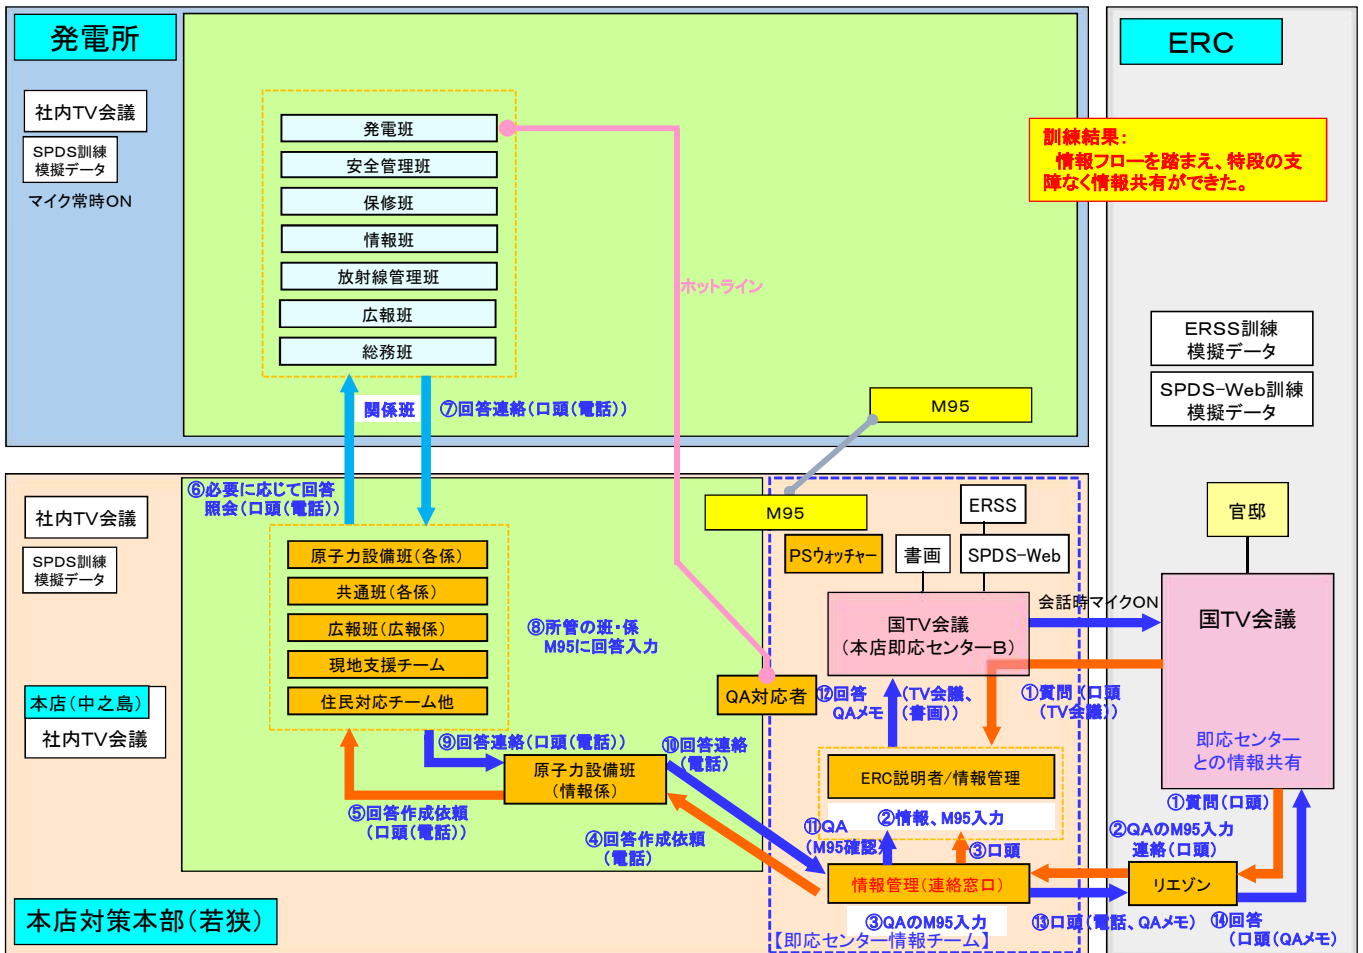 発電所
社内TV会議
SPDS訓練
模擬データ
マイク常時ON
発電班
安全管理班
保修班
情報班
放射線管理班
広報班
総務班
ホットライン
関係班
⑦回答連絡(口頭(電話))
M95
ERC
訓練結果:
情報フローを踏まえ、特段の支
障なく情報共有ができた。
ERSS訓練
模擬データ
SPDS-Web訓練
模擬データ
官邸
国TV会議
即応センター
との情報共有
社内TV会議
SPDS訓練
模擬データ
本店(中之島)
社内TV会議
本店対策本部(若狭)
⑥必要に応じて回答
照会(口頭(電話))
原子力設備班(各係)
共通班(各係)
広報班(広報係)
現地支援チーム
住民対応チーム他
⑧所管の班・係
M95に回答入力
⑨回答連絡(口頭(電話))
原子力設備班
(情報係)
⑤回答作成依頼
(口頭(電話))
④回答作成依頼
(電話)
⑩回答連絡
(電話)
M95
PSウォッチャー
書画
ERSS
SPDS-Web
国TV会議
(本店即応センターB)
会話時マイクON
QA対応者
⑫回答
QAメモ
(TV会議、
(書画))
①質問(口頭
(TV会議))
ERC説明者/情報管理
②情報、M95入力
⑪QA
(M95確認)
③口頭
情報管理(連絡窓口)
③QAのM95入力
【即応センター情報チーム】
①質問(口頭)
②QAのM95入力
連絡(口頭)
リエゾン
⑬口頭(電話、QAメモ)
⑭回答
(口頭(QAメモ)